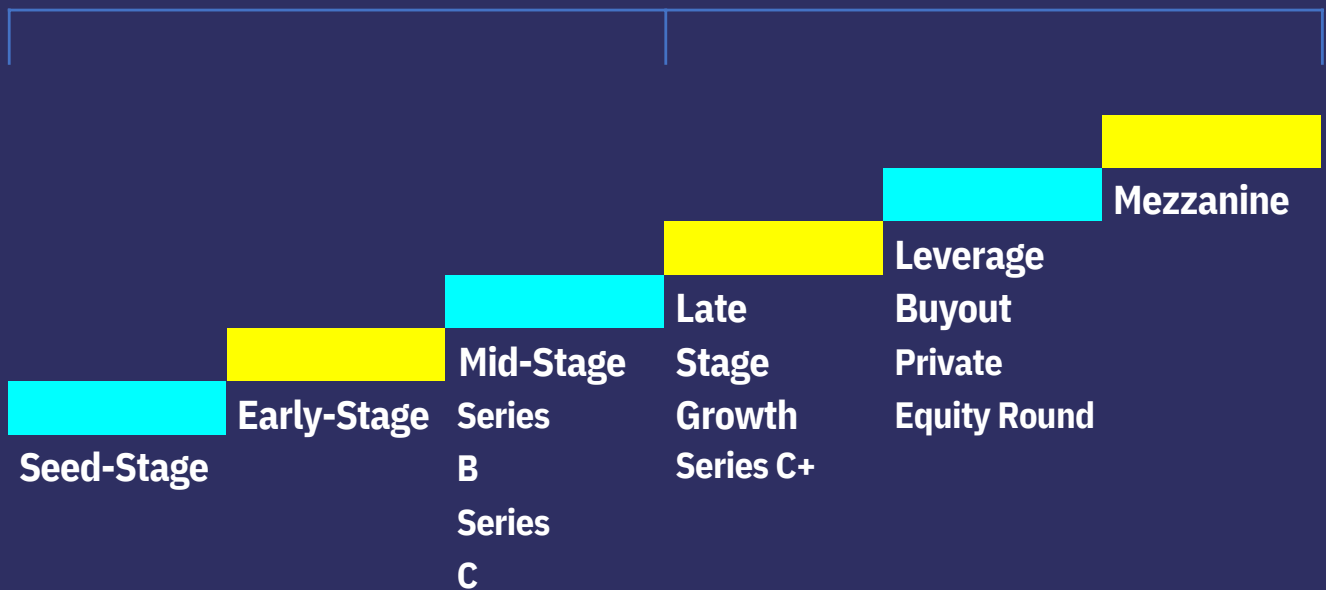 Seed-Stage
Early-Stage
Mid-Stage
Series
B
Series
C
Late
Stage
Growth
Series C+
Leverage
Buyout
Private
Equity Round
Mezzanine